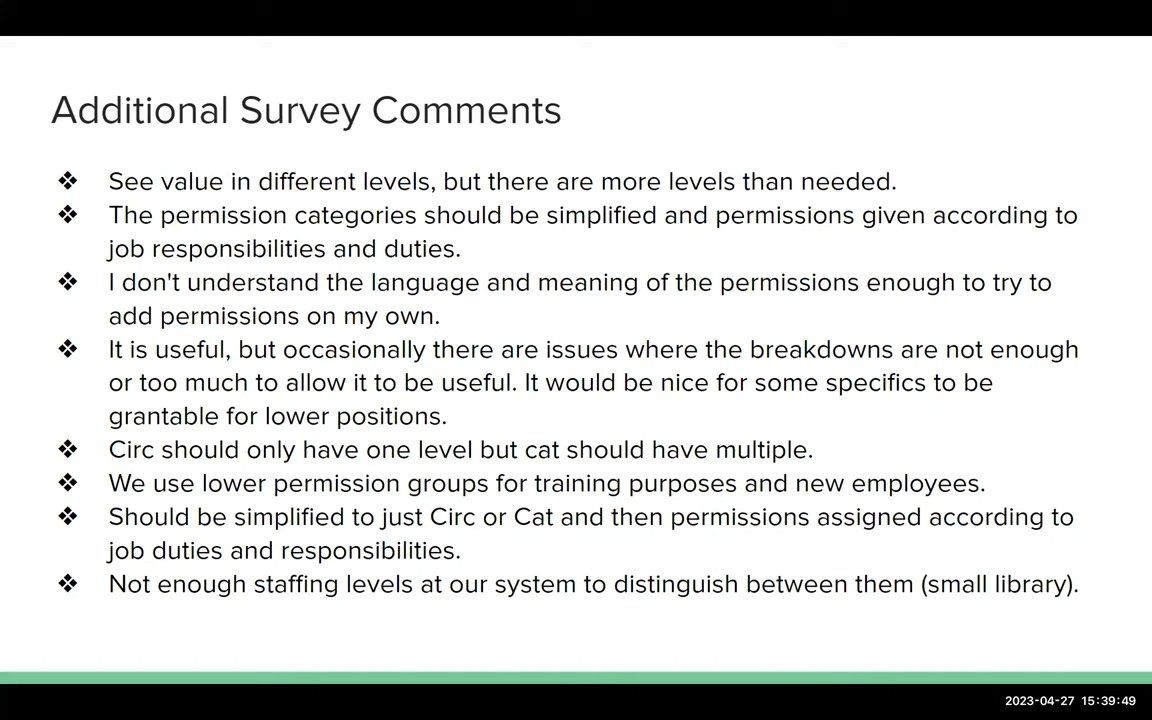 Additional Survey Comments
❖ See value in different levels, but there are more levels than needed.
❖ The permission categories should be simplified and permissions given according to
job responsibilities and duties.
❖ I don't understand the language and meaning of the permissions enough to try to
add permissions on my own.
❖ It is useful, but occasionally there are issues where the breakdowns are not enough
or too much to allow it to be useful. It would be nice for some specifics to be
grantable for lower positions.
❖ Circ should only have one level but cat should have multiple.
❖ We use lower permission groups for training purposes and new employees.
❖ Should be simplified to just Circ or Cat and then permissions assigned according to
job duties and responsibilities.
❖ Not enough staffing levels at our system to distinguish between them (small library).
2023-04-27 15:39:49